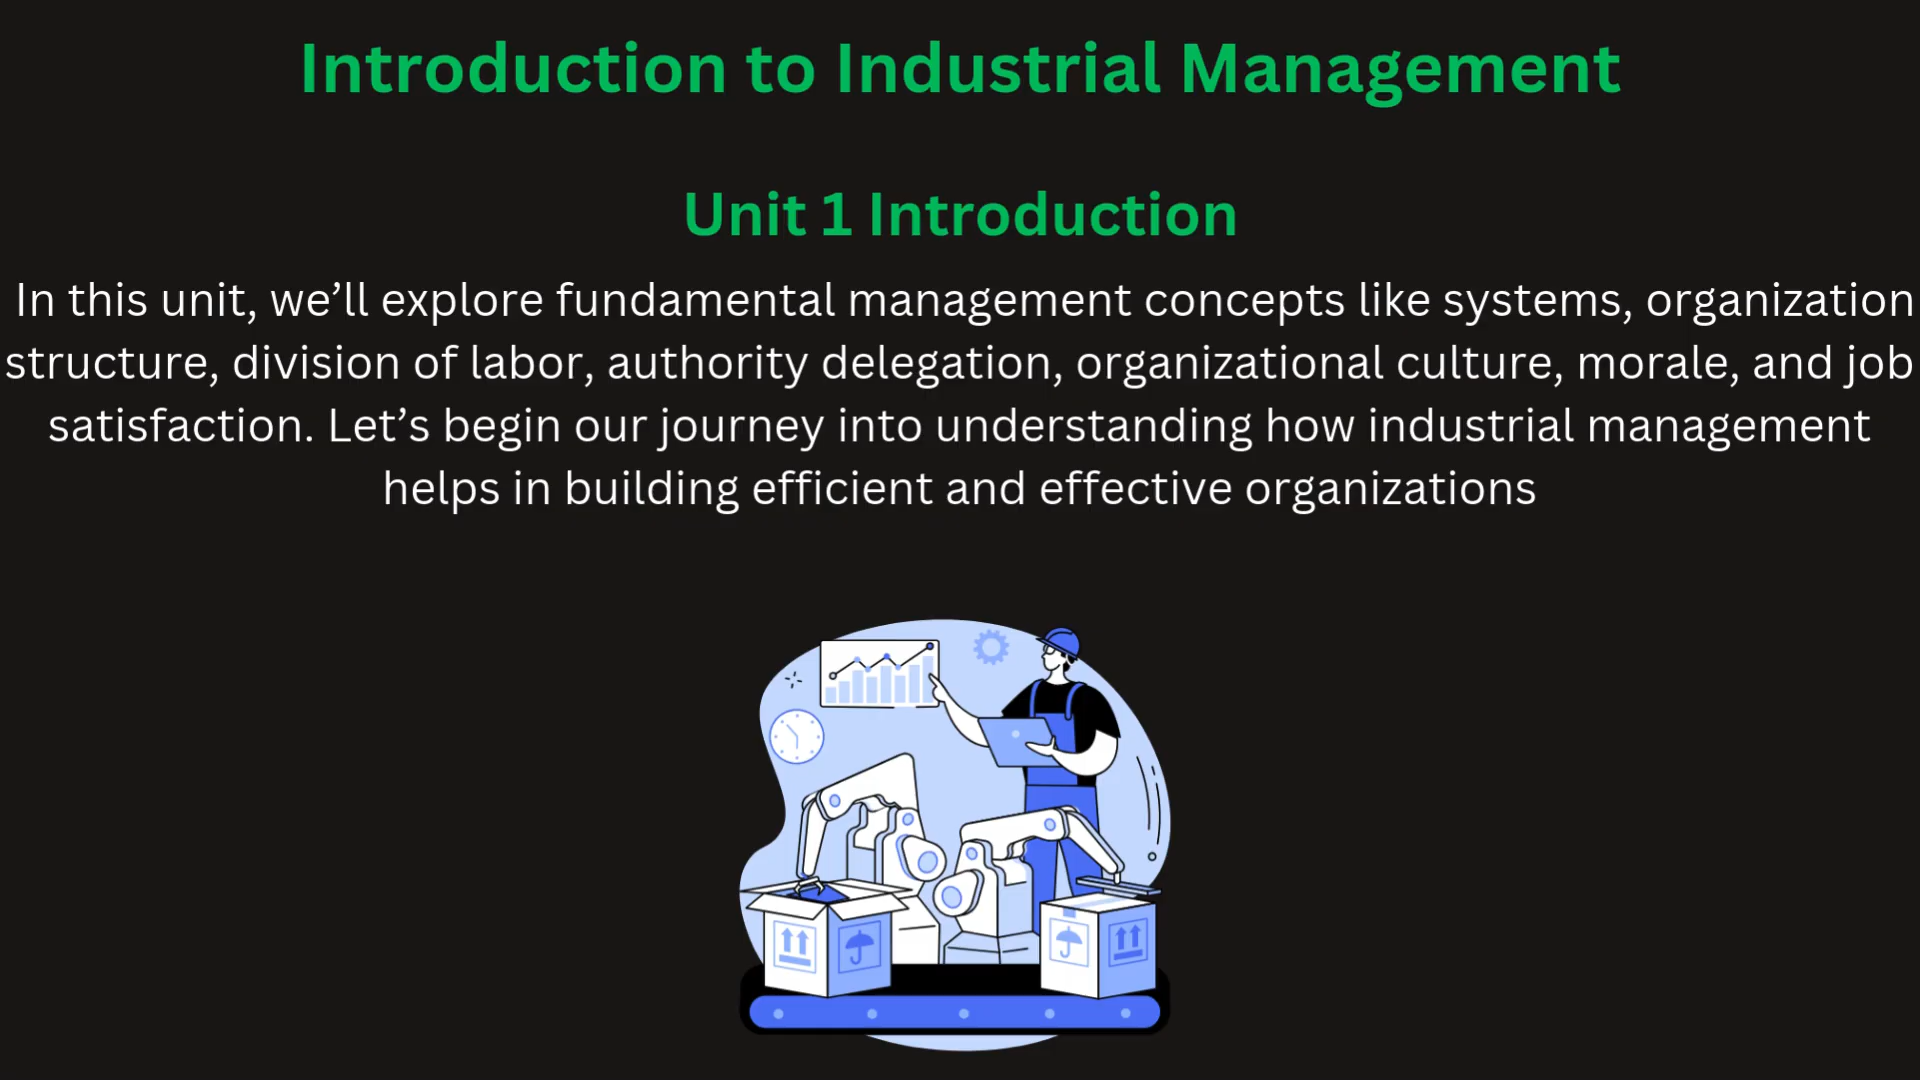 Introduction to Industrial Management
Unit 1 Introduction
In this unit, we’ll explore fundamental management concepts like systems, organization
structure, division of labor, authority delegation, organizational culture, morale, and job
satisfaction. Let’s begin our journey into understanding how industrial management
helps in building efficient and effective organizations